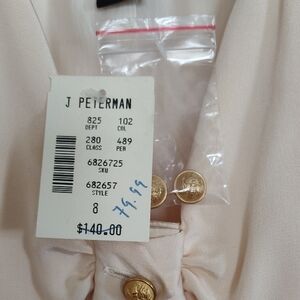 J PETERMAN
825 102
DEPT COL
280 489
CLASS PER
6826725
SKU
682657
STYLE
8
79.99
$140.00